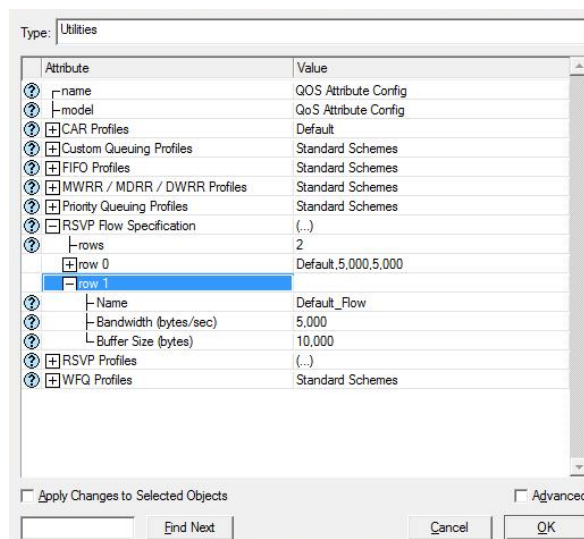 Type: Utilities
Attribute Value
name QOS Attribute Config
model QoS Attribute Config
CAR Profiles Default
Custom Queuing Profiles Standard Schemes
FIFO Profiles Standard Schemes
MWRR / MDRR / DWRR Profiles Standard Schemes
Priority Queuing Profiles Standard Schemes
RSVP Flow Specification (...)
rows 2
row 0 Default,5,000,5,000
row 1
Name Default_Flow
Bandwidth (bytes/sec) 5,000
Buffer Size (bytes) 10,000
RSVP Profiles (...)
WFQ Profiles Standard Schemes
Apply Changes to Selected Objects Advanced
Find Next Cancel OK